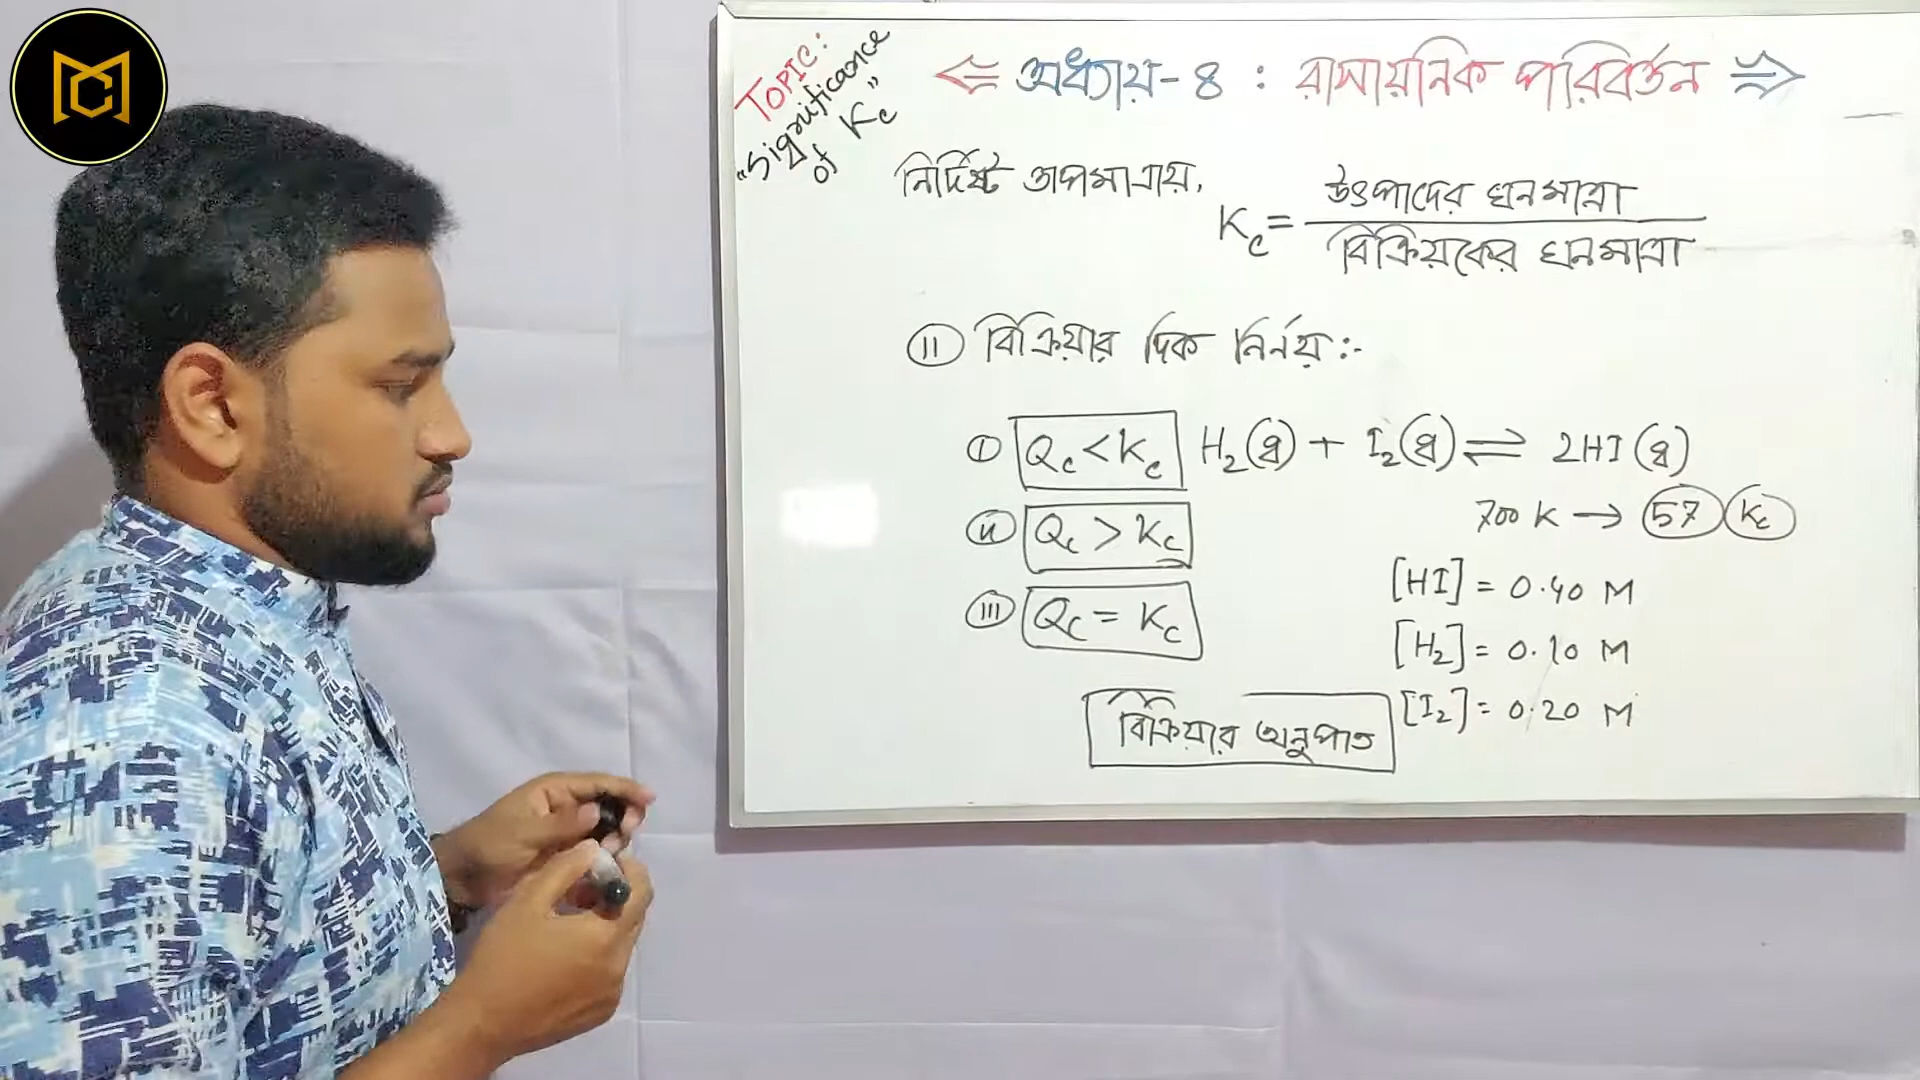 TOPIC:
"Significance
of Kc"
⇐ অধ্যায়-৪ : রাসায়নিক পরিবর্তন ⇒
নির্দিষ্ট তাপমাত্রায়,
Kc = উৎপাদের ঘনমাত্রা
বিক্রিয়কের ঘনমাত্রা
II বিক্রিয়ার দিক নির্নয় :-
I Qc < Kc H2(g) + I2(g) ⇌ 2HI(g)
700 K → 57 Kc
II Qc > Kc
[HI] = 0.40 M
III Qc = Kc
[H2] = 0.10 M
[I2] = 0.20 M
বিক্রিয়ার অনুপাত